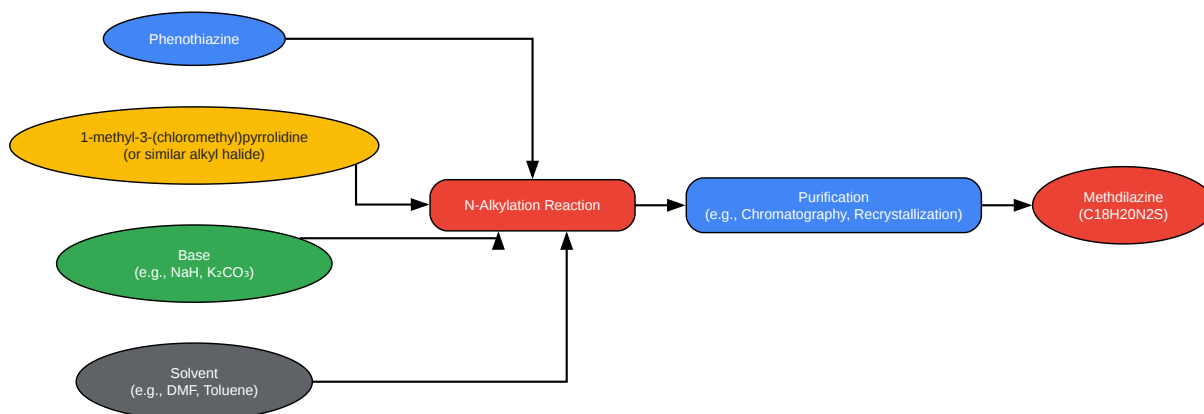 Phenothiazine
1-methyl-3-(chloromethyl)pyrrolidine
(or similar alkyl halide)
N-Alkylation Reaction
Purification
(e.g., Chromatography, Recrystallization)
Methdilazine
(C18H20N2S)
Base
(e.g., NaH, K₂CO₃)
Solvent
(e.g., DMF, Toluene)